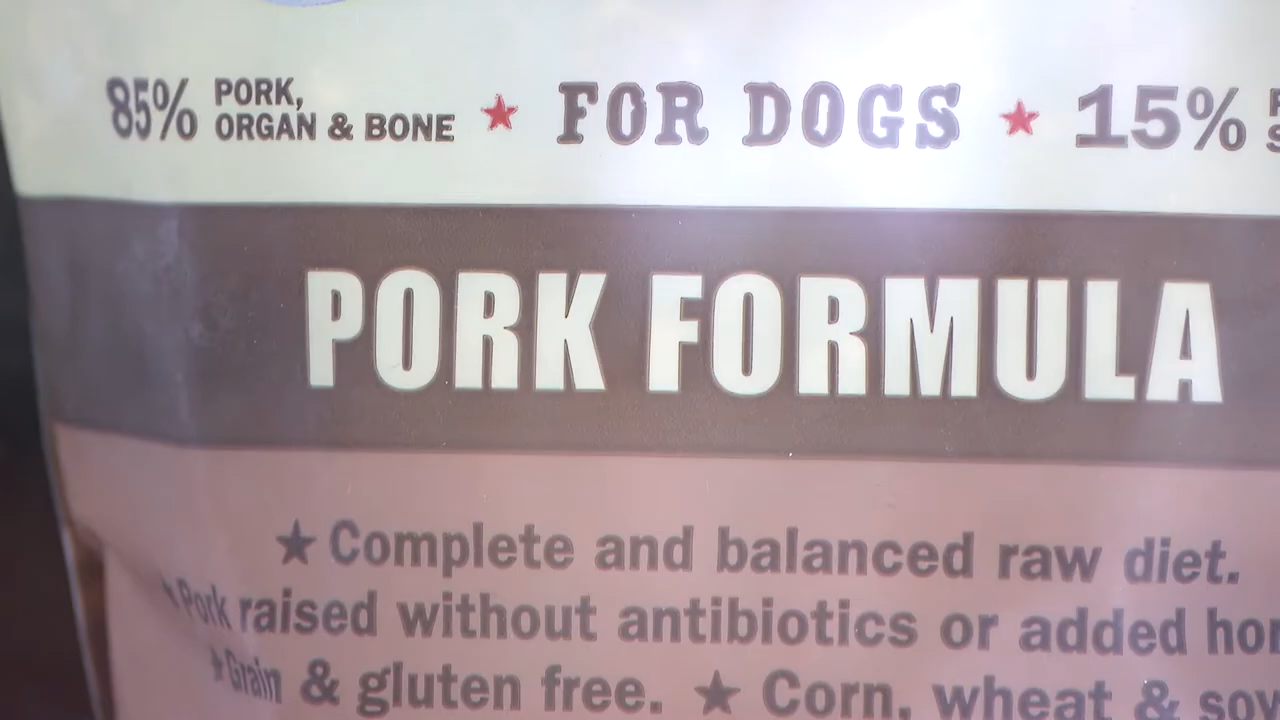 85% PORK, ORGAN & BONE ★ FOR DOGS ★ 15%
PORK FORMULA
★ Complete and balanced raw diet.
★ Pork raised without antibiotics or added
★ Grain & gluten free. ★ Corn, wheat & soy